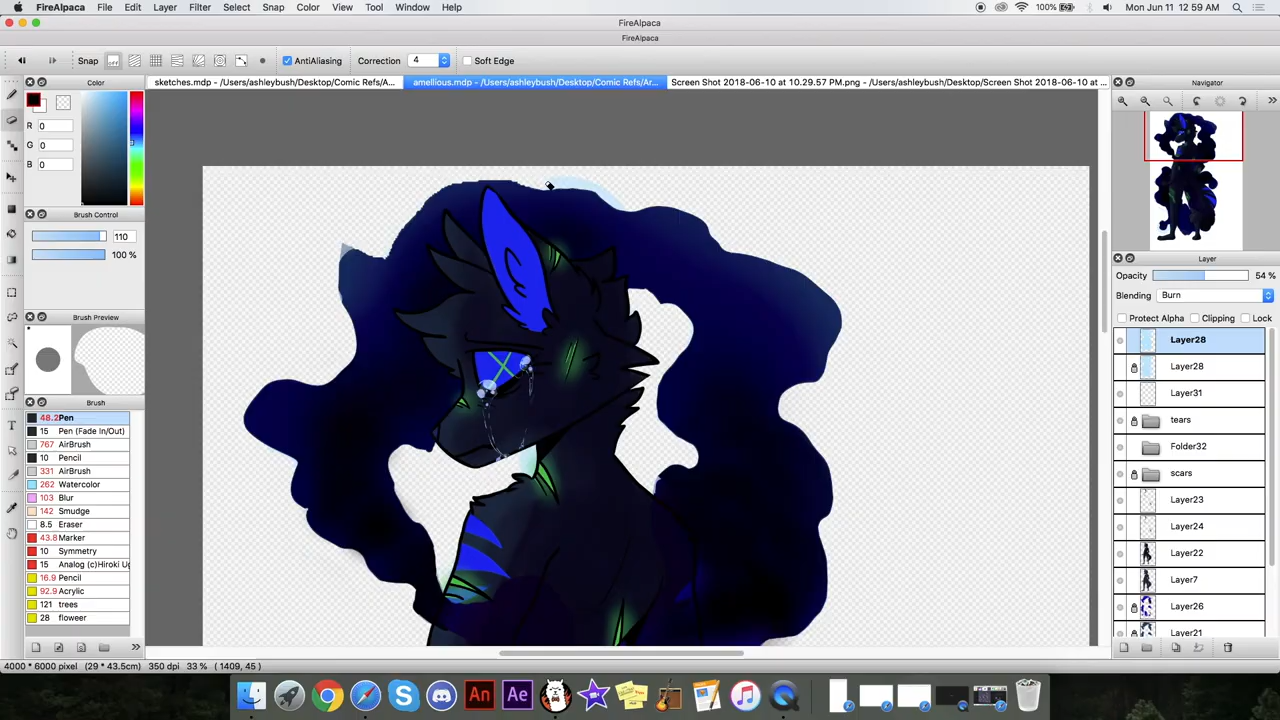 FireAlpaca File Edit Layer Filter Select Snap Color View Tool Window Help 100% Mon Jun 11 12:59 AM
FireAlpaca
FireAlpaca
Snap AntiAliasing Correction 4 Soft Edge
Color
sketches.mdp - /Users/ashleybush/Desktop/Comic Refs/A... amellious.mdp - /Users/ashleybush/Desktop/Comic Refs/Ar... Screen Shot 2018-06-10 at 10.29.57 PM.png - /Users/ashleybush/Desktop/Screen Shot 2018-06-10 at ...
Navigator
R 0
G 0
B 0
Brush Control
110
100 %
Brush Preview
Brush
48.2 Pen
15 Pen (Fade In/Out)
767 AirBrush
10 Pencil
331 AirBrush
262 Watercolor
103 Blur
142 Smudge
8.5 Eraser
43.8 Marker
10 Symmetry
15 Analog (c)Hiroki Ug
16.9 Pencil
92.9 Acrylic
121 trees
28 floweer
Layer
Opacity 54 %
Blending Burn
Protect Alpha Clipping Lock
Layer28
Layer28
Layer31
tears
Folder32
scars
Layer23
Layer24
Layer22
Layer7
Layer26
Layer21
4000 * 6000 pixel (29 * 43.5cm) 350 dpi 33 % ( 1409, 45 )
An Ae